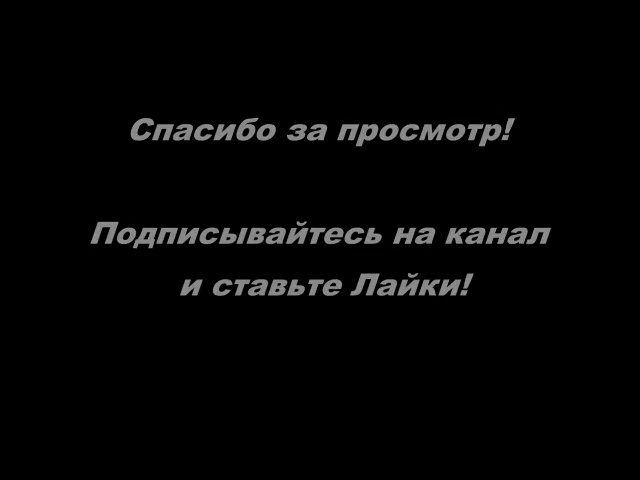 Спасибо за просмотр!
Подписывайтесь на канал
и ставьте Лайки!